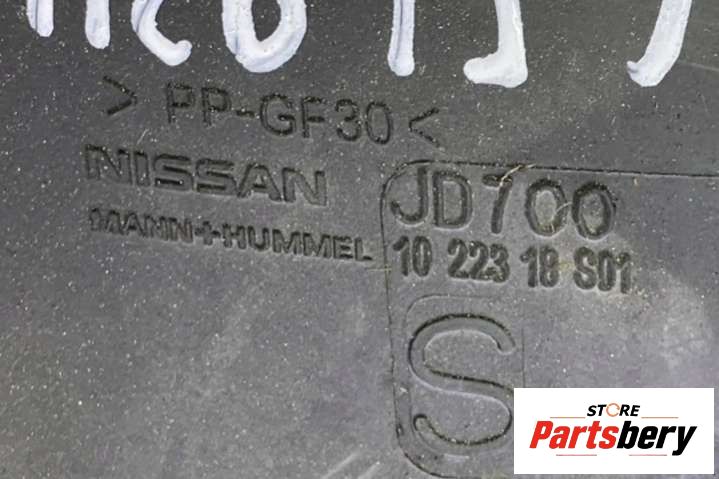 > PP-GF30 <
NISSAN
MANN+HUMMEL
JD700
10 223 18 S01
S
STORE
Partsbery